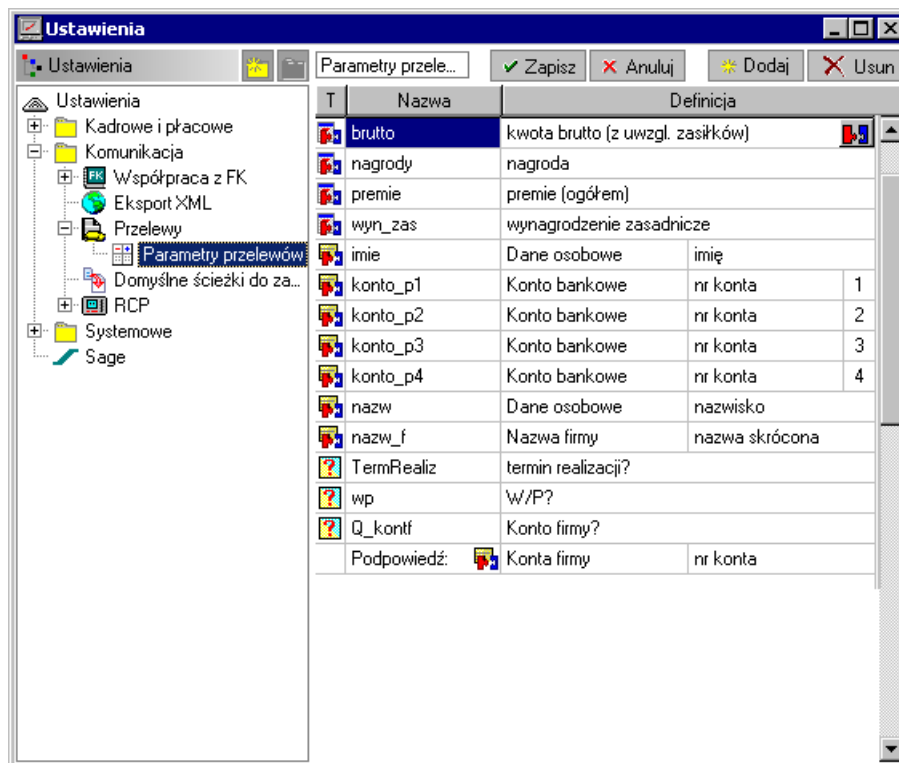 Ustawienia
Ustawienia
Parametry przele... Zapisz Anuluj Dodaj Usun
Ustawienia
Kadrowe i płacowe
Komunikacja
Współpraca z FK
Eksport XML
Przelewy
Parametry przelewów
Domyślne ścieżki do za...
RCP
Systemowe
Sage
T Nazwa Definicja
brutto kwota brutto (z uwzgl. zasiłków)
nagrody nagroda
premie premie (ogółem)
wyn_zas wynagrodzenie zasadnicze
imie Dane osobowe imię
konto_p1 Konto bankowe nr konta 1
konto_p2 Konto bankowe nr konta 2
konto_p3 Konto bankowe nr konta 3
konto_p4 Konto bankowe nr konta 4
nazw Dane osobowe nazwisko
nazw_f Nazwa firmy nazwa skrócona
TermRealiz termin realizacji?
wp W/P?
Q_kontf Konto firmy?
Podpowiedź: Konta firmy nr konta